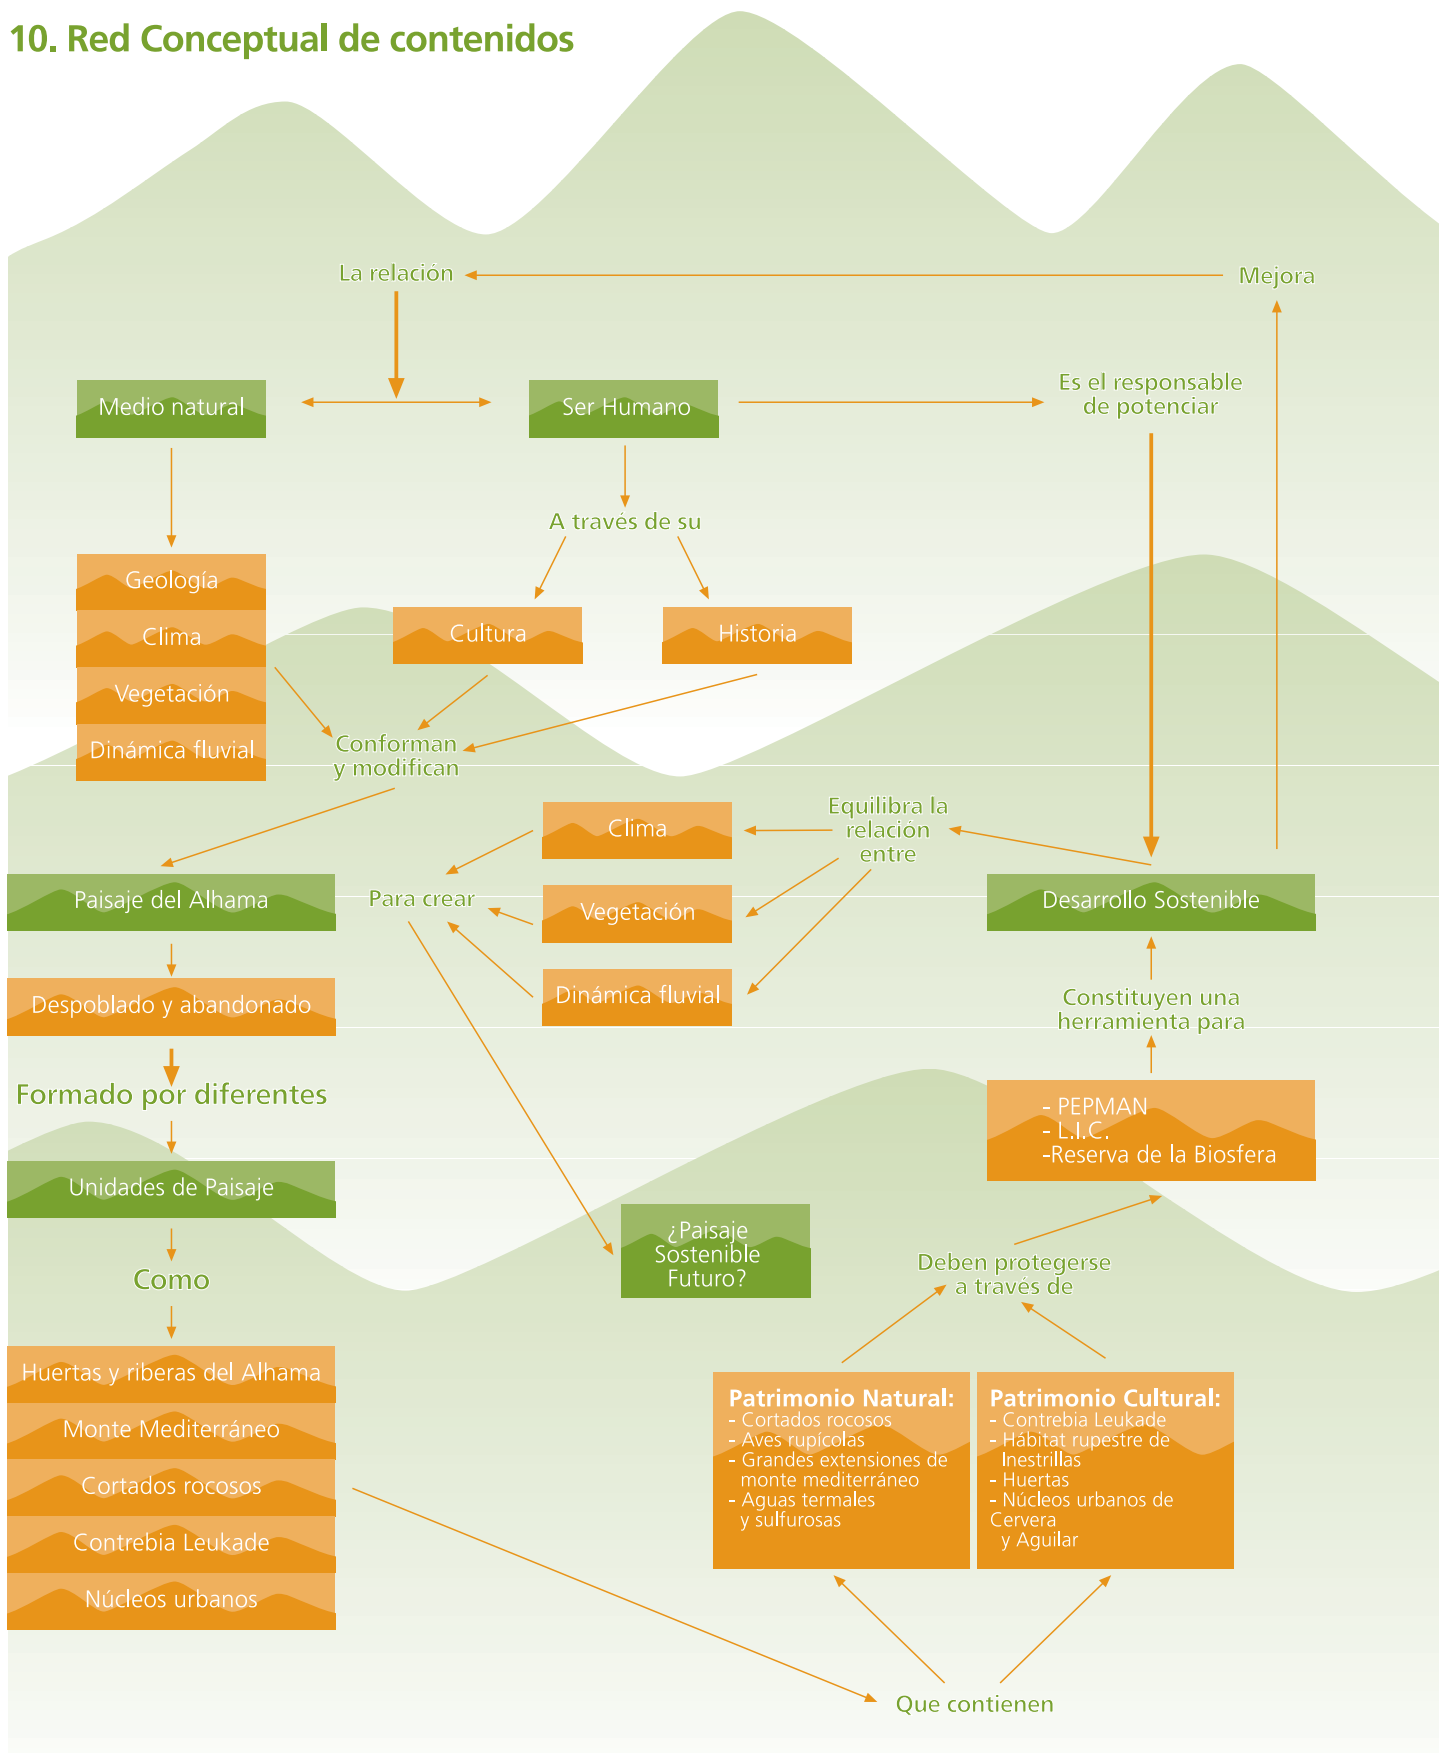 10. Red Conceptual de contenidos
La relación
Mejora
Medio natural
Ser Humano
Es el responsable
de potenciar
A través de su
Geología
Clima
Vegetación
Dinámica fluvial
Cultura
Historia
Conforman
y modifican
Clima
Vegetación
Dinámica fluvial
Equilibra la
relación
entre
Para crear
Paisaje del Alhama
Desarrollo Sostenible
Despoblado y abandonado
Constituyen una
herramienta para
Formado por diferentes
- PEPMAN
- L.I.C.
-Reserva de la Biosfera
Unidades de Paisaje
¿Paisaje
Sostenible
Futuro?
Como
Deben protegerse
a través de
Huertas y riberas del Alhama
Monte Mediterráneo
Cortados rocosos
Contrebia Leukade
Núcleos urbanos
Patrimonio Natural:
- Cortados rocosos
- Aves rupícolas
- Grandes extensiones de
monte mediterráneo
- Aguas termales
y sulfurosas
Patrimonio Cultural:
- Contrebia Leukade
- Hábitat rupestre de
Inestrillas
- Huertas
- Núcleos urbanos de
Cervera
y Aguilar
Que contienen